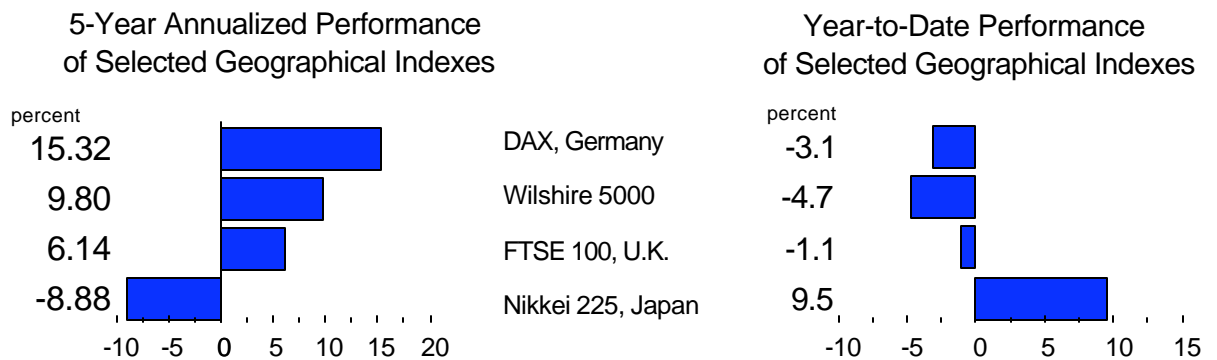 5-Year Annualized Performance
of Selected Geographical Indexes
percent
15.32
9.80
6.14
-8.88
-10 -5 0 5 10 15 20
DAX, Germany
Wilshire 5000
FTSE 100, U.K.
Nikkei 225, Japan
Year-to-Date Performance
of Selected Geographical Indexes
percent
-3.1
-4.7
-1.1
9.5
-10 -5 0 5 10 15